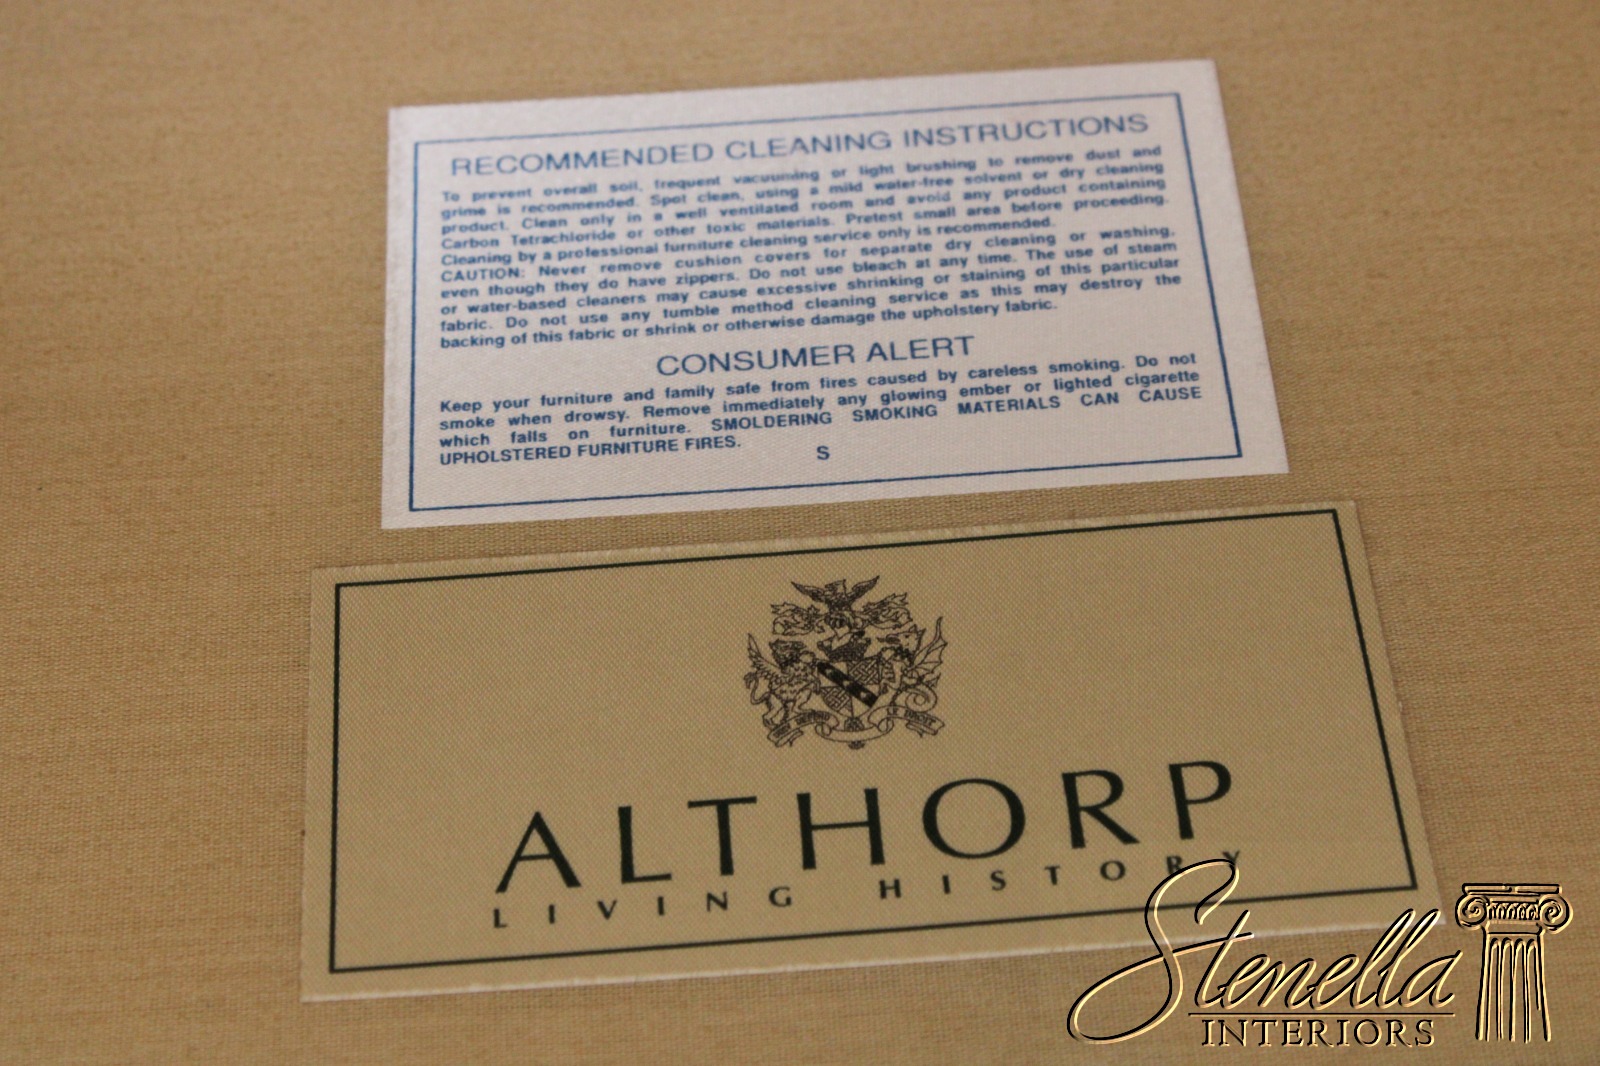 RECOMMENDED CLEANING INSTRUCTIONS
To prevent overall soil, frequent vacuuming or light brushing to remove dust and
grime is recommended. Spot clean, using a mild water-free solvent or dry cleaning
product. Clean only in a well ventilated room and avoid any product containing
Carbon Tetrachloride or other toxic materials. Pretest small area before proceeding.
Cleaning by a professional furniture cleaning service only is recommended.
CAUTION: Never remove cushion covers for separate dry cleaning or washing,
even though they do have zippers. Do not use bleach at any time. The use of steam
or water-based cleaners may cause excessive shrinking or staining of this particular
fabric. Do not use any tumble method cleaning service as this may destroy the
backing of this fabric or shrink or otherwise damage the upholstery fabric.
CONSUMER ALERT
Keep your furniture and family safe from fires caused by careless smoking. Do not
smoke when drowsy. Remove immediately any glowing ember or lighted cigarette
which falls on furniture. SMOLDERING SMOKING MATERIALS CAN CAUSE
UPHOLSTERED FURNITURE FIRES.
S
ALTHORP
LIVING HISTORY
Stenella
INTERIORS